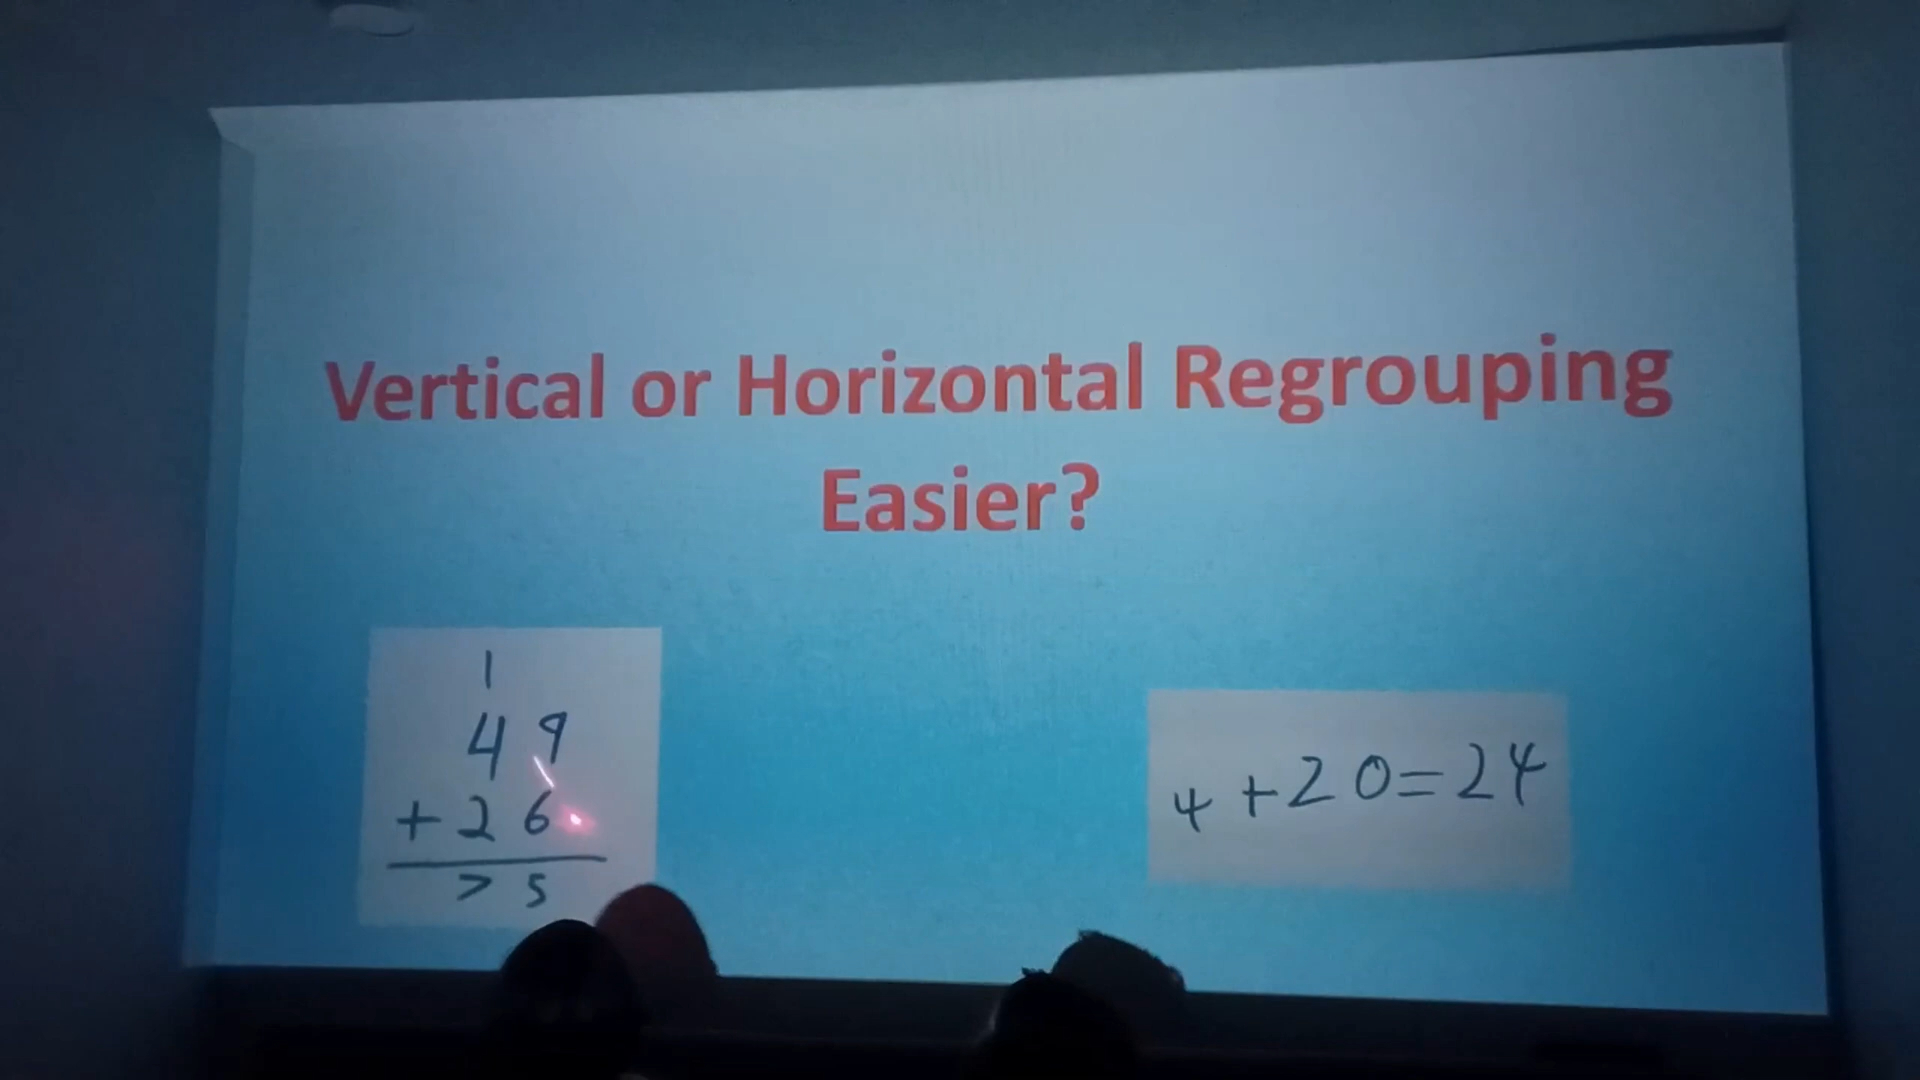 Vertical or Horizontal Regrouping
Easier?
1
49
+26
75
4+20=24